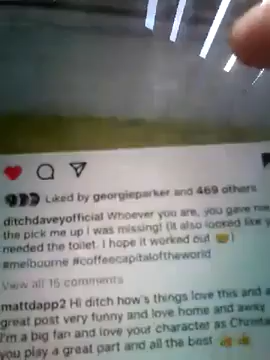 Liked by georgieparker and 469 others
ditchdaveyofficial Whoever you are, you gave me
the pick me up I was missing! (it also looked like y
needed the toilet. I hope it worked out 😄)
#melbourne #coffeecapitaloftheworld
View all 15 comments
mattdapp2 Hi ditch how's things love this and a
great post very funny and love home and away
I'm a big fan and love your character as Christia
you play a great part and all the best